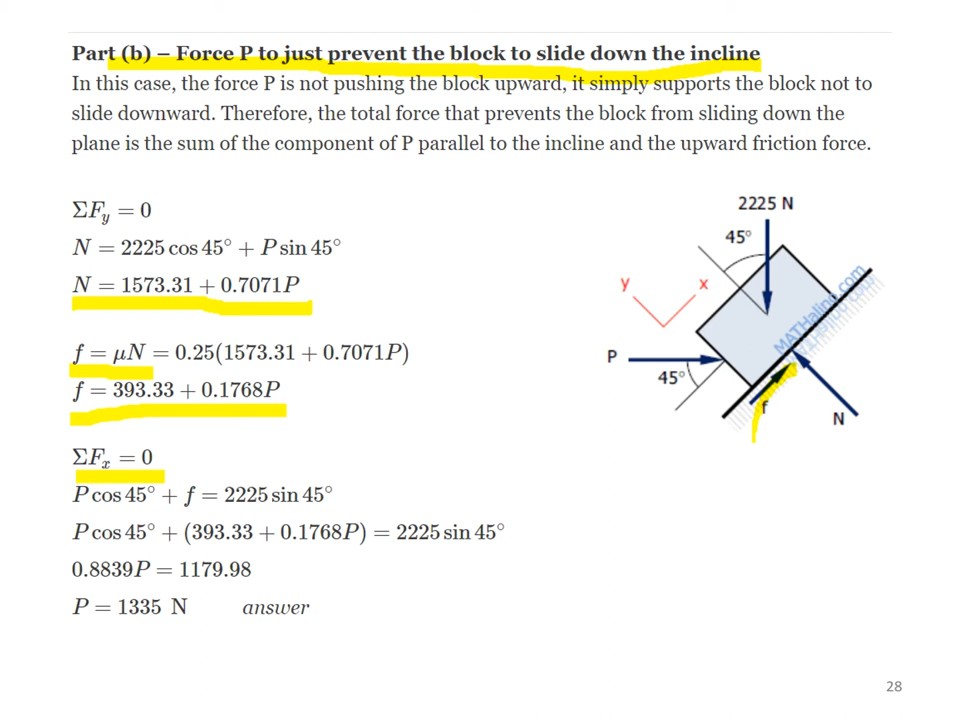 Part (b) – Force P to just prevent the block to slide down the incline
In this case, the force P is not pushing the block upward, it simply supports the block not to
slide downward. Therefore, the total force that prevents the block from sliding down the
plane is the sum of the component of P parallel to the incline and the upward friction force.
ΣF_y = 0
N = 2225 cos 45° + P sin 45°
N = 1573.31 + 0.7071P
f = μN = 0.25(1573.31 + 0.7071P)
f = 393.33 + 0.1768P
ΣF_x = 0
P cos 45° + f = 2225 sin 45°
P cos 45° + (393.33 + 0.1768P) = 2225 sin 45°
0.8839P = 1179.98
P = 1335 N answer
2225 N
45°
y
x
MATHalino.com
P
45°
f
N
28